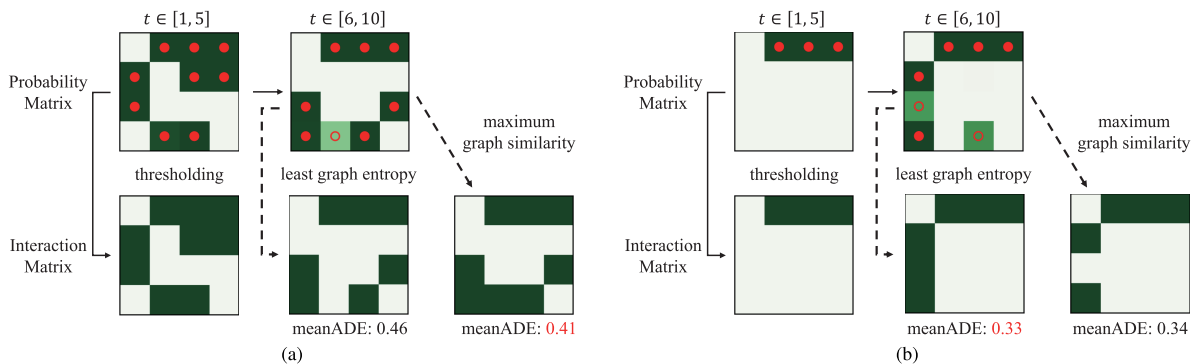 t ∈ [1, 5]
t ∈ [6, 10]
Probability
Matrix
maximum
graph similarity
thresholding
least graph entropy
Interaction
Matrix
meanADE: 0.46
meanADE: 0.41
(a)
t ∈ [1, 5]
t ∈ [6, 10]
Probability
Matrix
maximum
graph similarity
thresholding
least graph entropy
Interaction
Matrix
meanADE: 0.33
meanADE: 0.34
(b)